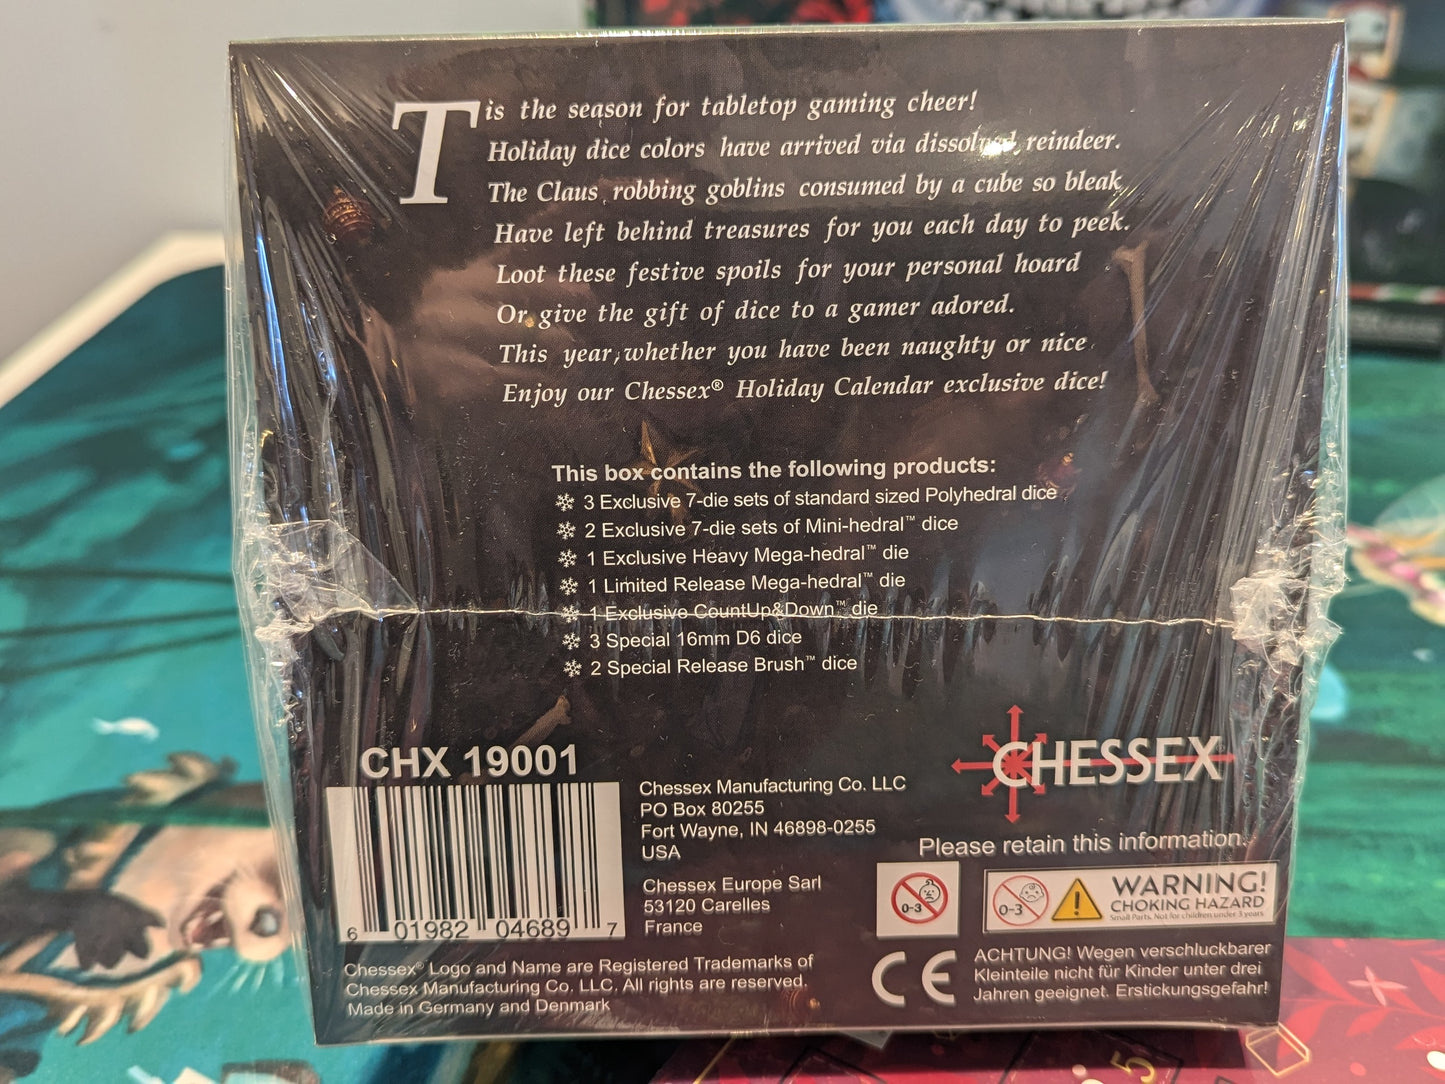 Tis the season for tabletop gaming cheer!
Holiday dice colors have arrived via dissolved reindeer.
The Claus robbing goblins consumed by a cube so bleak
Have left behind treasures for you each day to peek.
Loot these festive spoils for your personal hoard
Or give the gift of dice to a gamer adored.
This year, whether you have been naughty or nice
Enjoy our Chessex® Holiday Calendar exclusive dice!
This box contains the following products:
3 Exclusive 7-die sets of standard sized Polyhedral dice
2 Exclusive 7-die sets of Mini-hedral™ dice
1 Exclusive Heavy Mega-hedral™ die
1 Limited Release Mega-hedral™ die
1 Exclusive CountUp&Down™ die
3 Special 16mm D6 dice
2 Special Release Brush™ dice
CHX 19001
6 01982 04689 7
Chessex Manufacturing Co. LLC
PO Box 80255
Fort Wayne, IN 46898-0255
USA
Chessex Europe Sarl
53120 Carelles
France
CHESSEX®
Please retain this information.
0-3
0-3
WARNING!
CHOKING HAZARD
Small Parts. Not for children under 3 years
CE
ACHTUNG! Wegen verschluckbarer
Kleinteile nicht für Kinder unter drei
Jahren geeignet. Erstickungsgefahr!
Chessex® Logo and Name are Registered Trademarks of
Chessex Manufacturing Co. LLC. All rights are reserved.
Made in Germany and Denmark
5